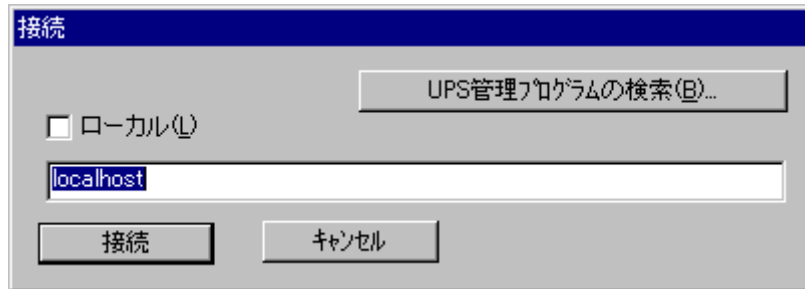 接続
UPS管理ﾌﾟﾛｸﾞﾗﾑの検索(B)...
ローカル(L)
localhost
接続
ｷｬﾝｾﾙ